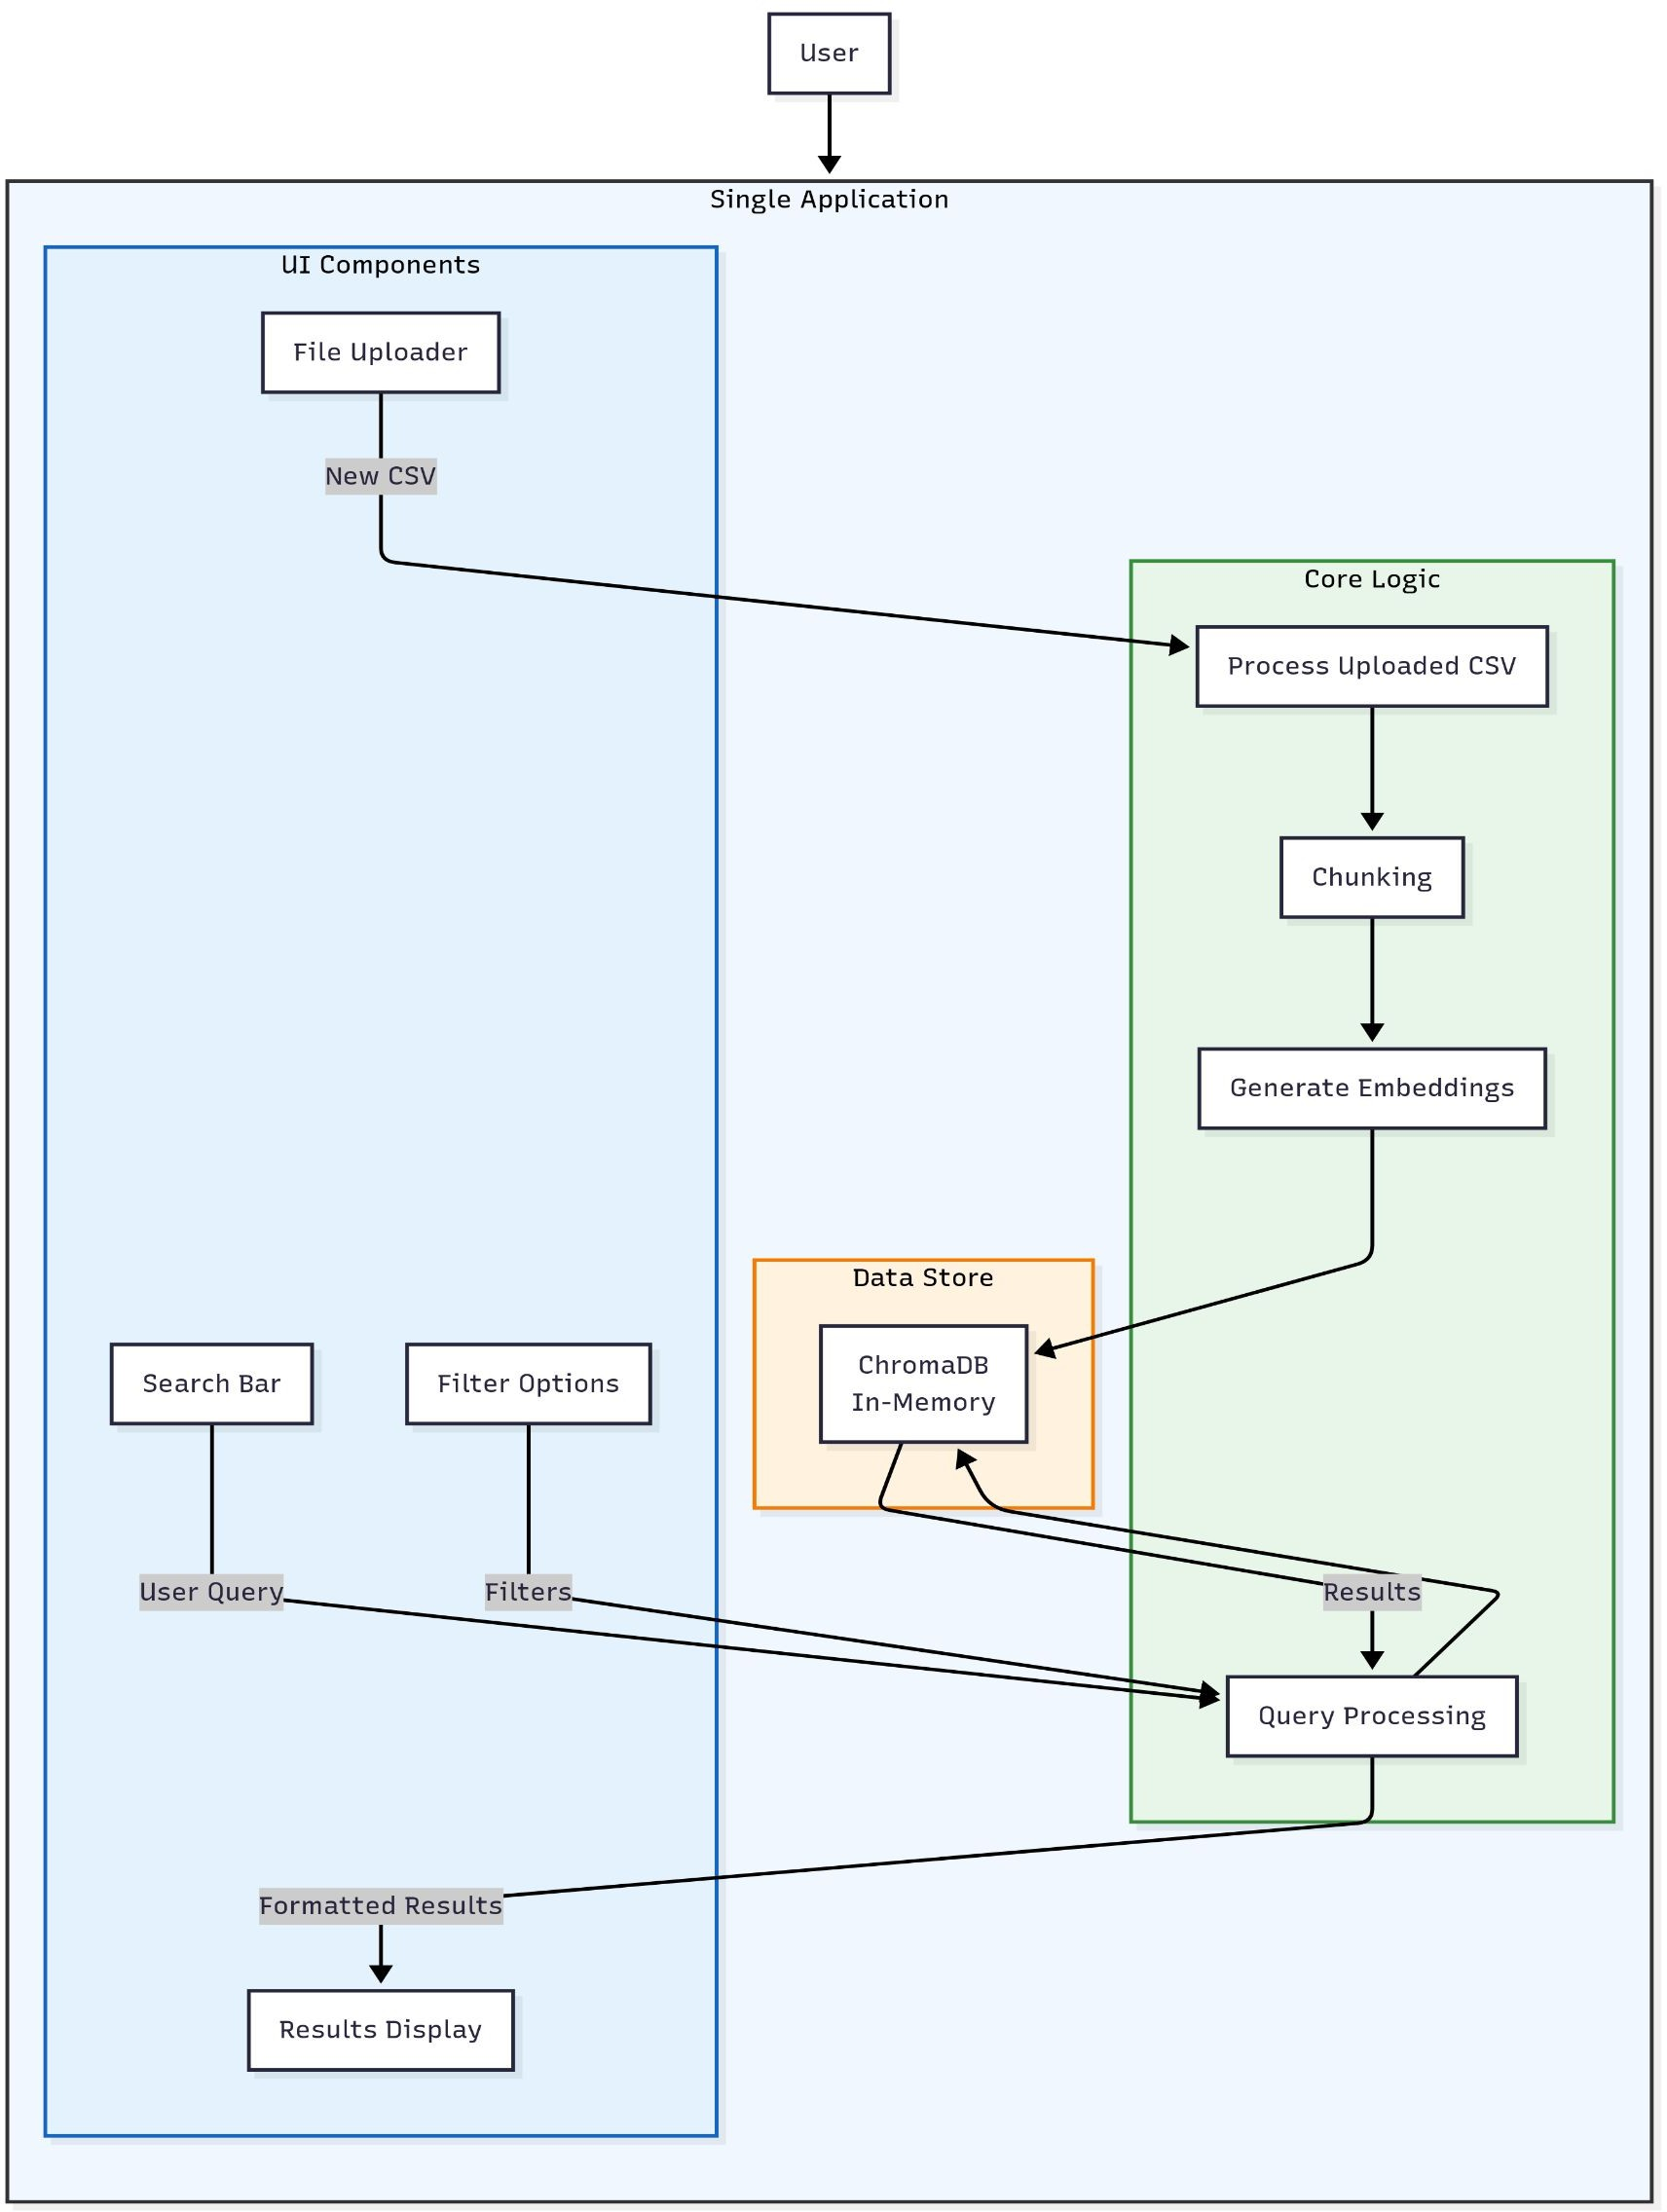 User
Single Application
UI Components
File Uploader
New CSV
Core Logic
Process Uploaded CSV
Chunking
Generate Embeddings
Data Store
ChromaDB
In-Memory
Search Bar
Filter Options
User Query
Filters
Results
Query Processing
Formatted Results
Results Display